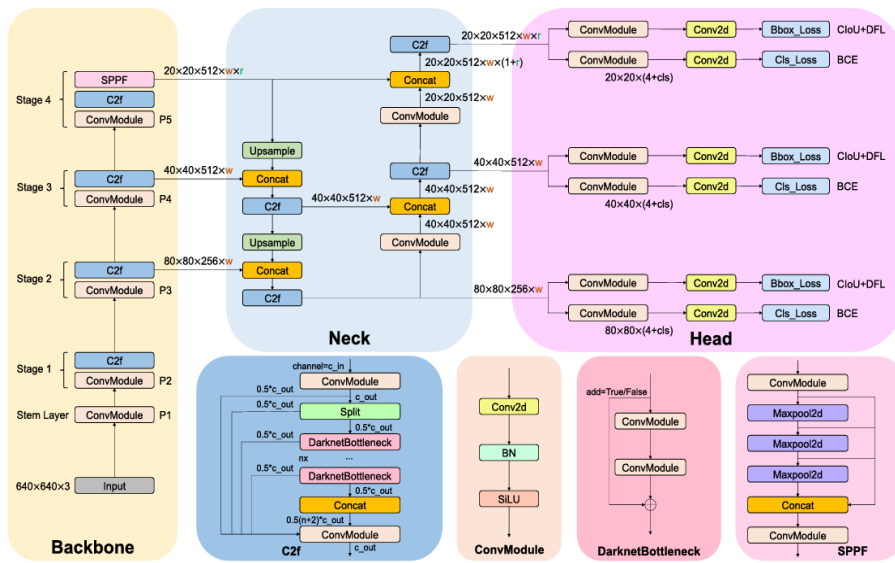 20×20×512×w×r
C2f
ConvModule
Conv2d
Bbox_Loss
CIoU+DFL
20×20×512×w×(1+r)
ConvModule
Conv2d
Cls_Loss
BCE
20×20×(4+cls)
Stage 4
SPPF
20×20×512×w×r
Concat
C2f
20×20×512×w
ConvModule
P5
ConvModule
Upsample
Stage 3
C2f
40×40×512×w
Concat
C2f
40×40×512×w
ConvModule
Conv2d
Bbox_Loss
CIoU+DFL
ConvModule
P4
40×40×512×w
ConvModule
Conv2d
Cls_Loss
BCE
C2f
40×40×512×w
Concat
40×40×(4+cls)
40×40×512×w
Upsample
ConvModule
Stage 2
C2f
80×80×256×w
Concat
ConvModule
P3
C2f
80×80×256×w
ConvModule
Conv2d
Bbox_Loss
CIoU+DFL
ConvModule
Conv2d
Cls_Loss
BCE
80×80×(4+cls)
Neck
Head
Stage 1
C2f
ConvModule
P2
Stem Layer
ConvModule
P1
640×640×3
Input
Backbone
channel=c_in
ConvModule
0.5*c_out
c_out
0.5*c_out
Split
0.5*c_out
0.5*c_out
DarknetBottleneck
nx
...
0.5*c_out
DarknetBottleneck
0.5*c_out
Concat
0.5(n+2)*c_out
ConvModule
C2f
c_out
Conv2d
BN
SiLU
ConvModule
add=True/False
ConvModule
ConvModule
DarknetBottleneck
ConvModule
Maxpool2d
Maxpool2d
Maxpool2d
Concat
ConvModule
SPPF